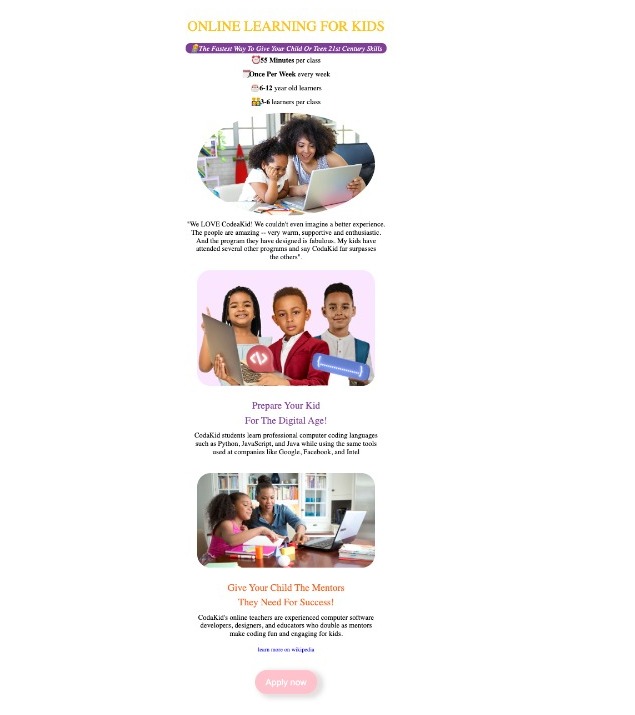 ONLINE LEARNING FOR KIDS
The Fastest Way To Give Your Child Or Teen 21st Century Skills
55 Minutes per class
Once Per Week every week
6-12 year old learners
3-6 learners per class
"We LOVE CodeaKid! We couldn't even imagine a better experience.
The people are amazing -- very warm, supportive and enthusiastic.
And the program they have designed is fabulous. My kids have
attended several other programs and say CodaKid far surpasses
the others".
</>
Prepare Your Kid
For The Digital Age!
CodaKid students learn professional computer coding languages
such as Python, JavaScript, and Java while using the same tools
used at companies like Google, Facebook, and Intel
Give Your Child The Mentors
They Need For Success!
CodaKid's online teachers are experienced computer software
developers, designers, and educators who double as mentors
make coding fun and engaging for kids.
learn more on wikipedia
Apply now